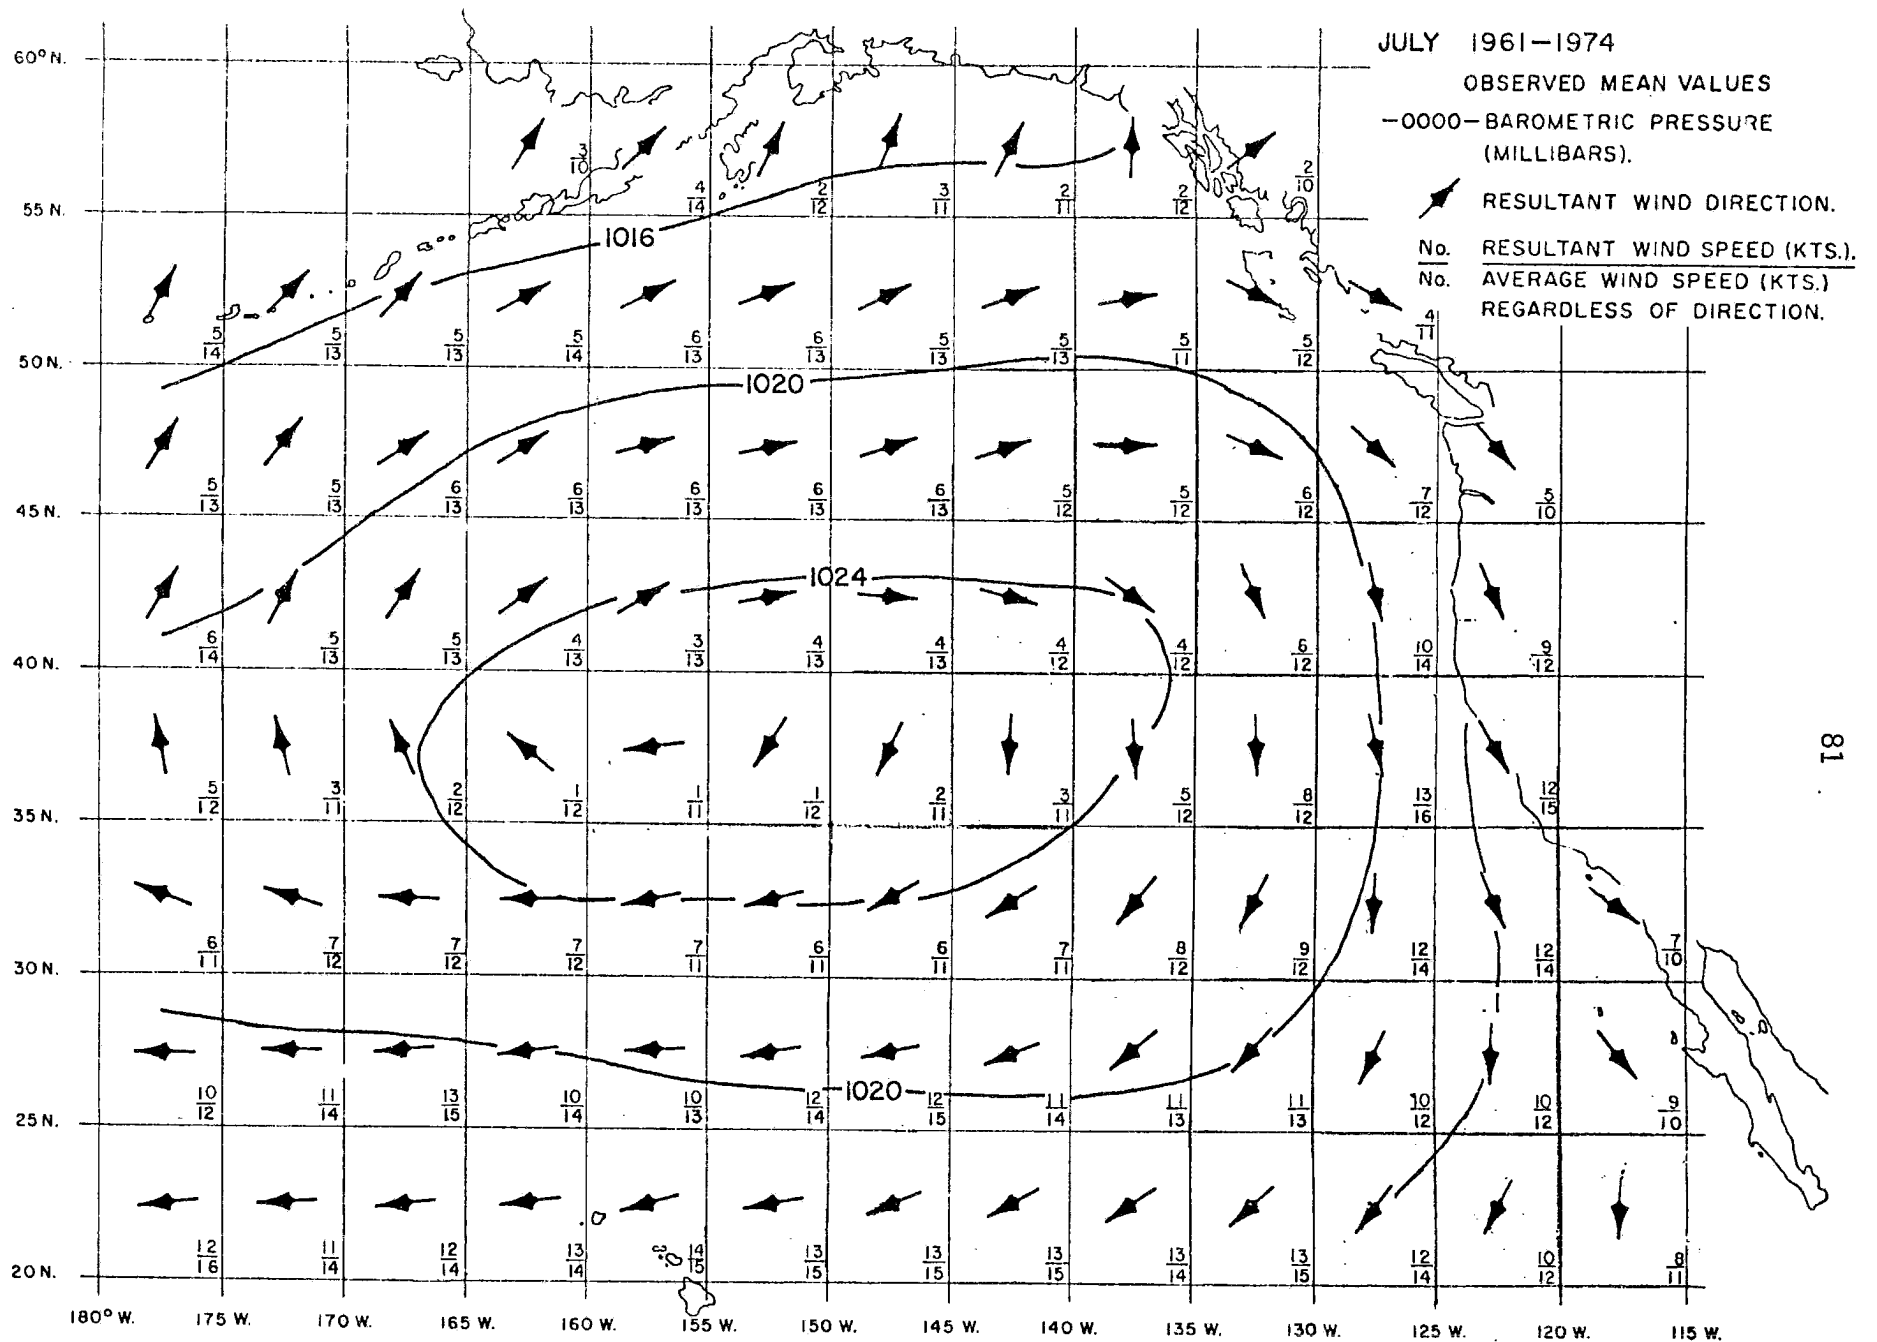 JULY 1961–1974
60° N.
OBSERVED MEAN VALUES
–0000– BAROMETRIC PRESSURE
(MILLIBARS).
RESULTANT WIND DIRECTION.
No. RESULTANT WIND SPEED (KTS.).
No. AVERAGE WIND SPEED (KTS.)
REGARDLESS OF DIRECTION.
3/10
4/14 2/12 3/11 2/11 2/12 2/10
55 N.
1016
5/14 5/13 5/13 5/14 6/13 6/13 5/13 5/13 5/11 5/12 4/11
50 N.
1020
5/13 5/13 6/13 6/13 6/13 6/13 6/13 5/12 5/12 6/12 7/12 5/10
45 N.
1024
6/14 5/13 5/13 4/13 3/13 4/13 4/13 4/12 4/12 6/12 10/14 9/12
40 N.
81
5/12 3/11 2/12 1/12 1/11 1/12 2/11 3/11 5/12 8/12 13/16 12/15
35 N.
6/11 7/12 7/12 7/12 7/11 6/11 6/11 7/11 8/12 9/12 12/14 12/14 7/10
30 N.
1020
10/12 11/14 13/15 10/14 10/13 12/14 12/15 11/14 11/13 11/13 10/12 10/12 9/10
25 N.
12/16 11/14 12/14 13/14 14/15 13/15 13/15 13/15 13/14 13/15 12/14 10/12 8/11
20 N.
180° W. 175 W. 170 W. 165 W. 160 W. 155 W. 150 W. 145 W. 140 W. 135 W. 130 W. 125 W. 120 W. 115 W.